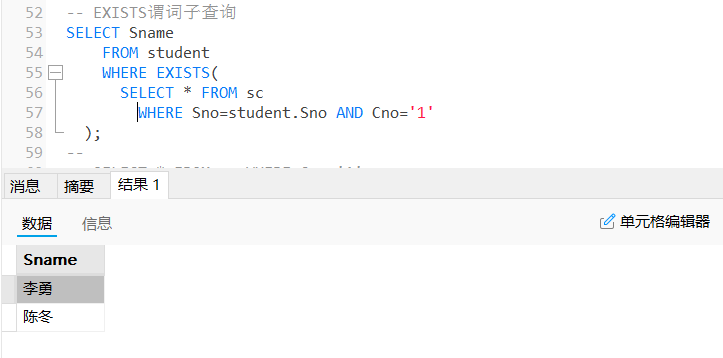 52 -- EXISTS谓词子查询
53 SELECT Sname
54 FROM student
55 WHERE EXISTS(
56 SELECT * FROM sc
57 WHERE Sno=student.Sno AND Cno='1'
58 );
59 --
消息 摘要 结果 1
数据 信息 单元格编辑器
Sname
李勇
陈冬